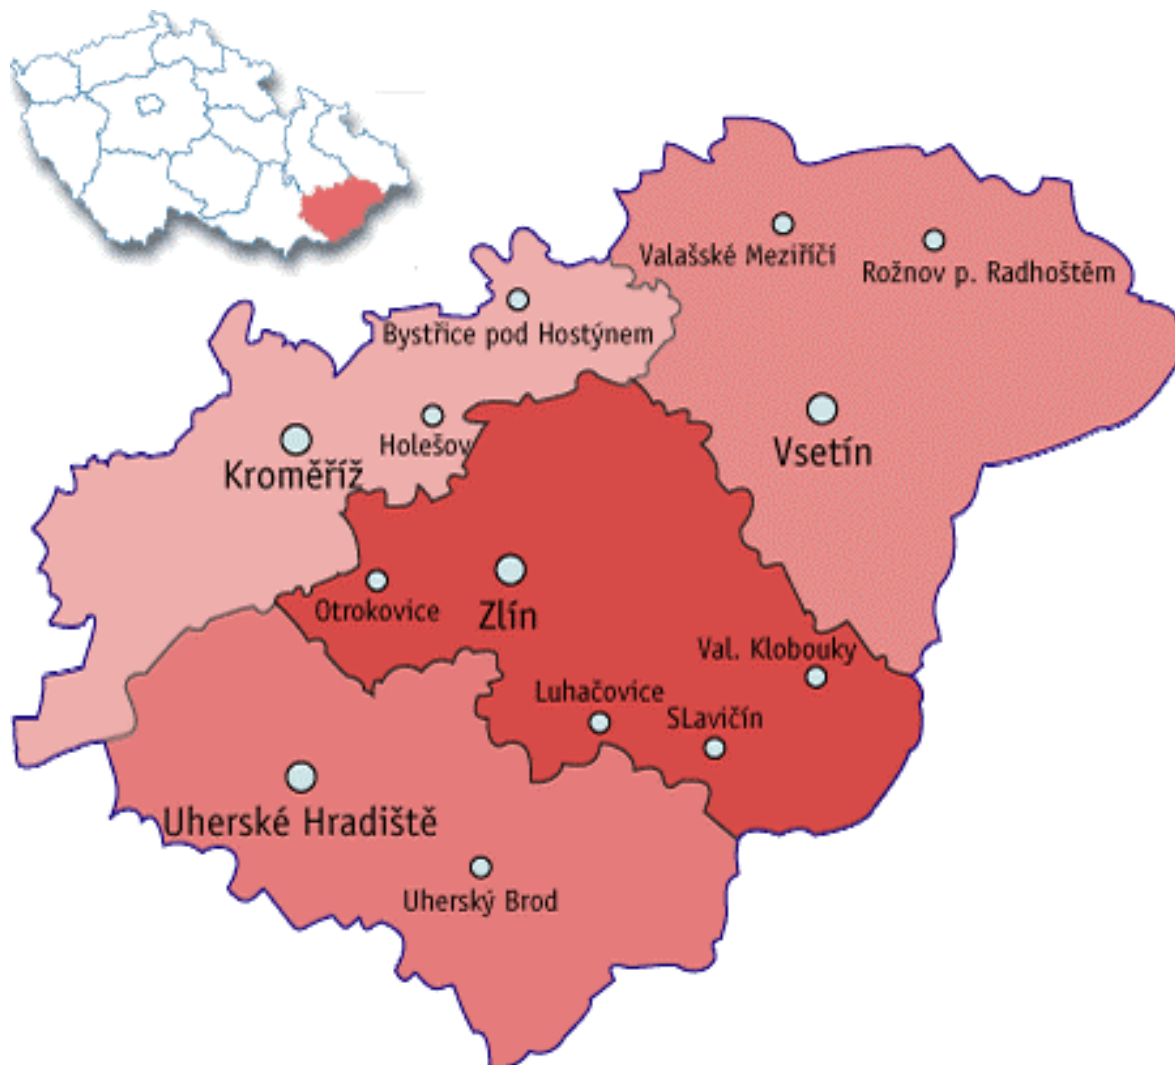 Valašské Meziříčí
Rožnov p. Radhoštěm
Bystřice pod Hostýnem
Holešov
Kroměříž
Vsetín
Otrokovice
Zlín
Val. Klobouky
Luhačovice
SLavičín
Uherské Hradiště
Uherský Brod